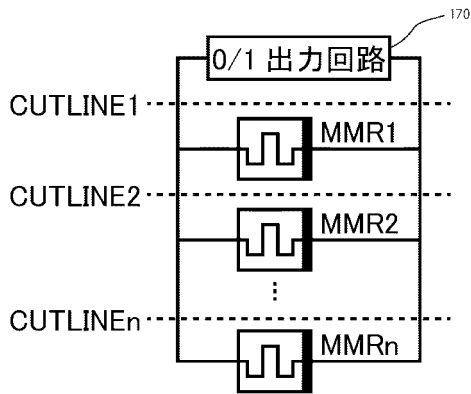 170
0/1 出力回路
CUTLINE1
MMR1
CUTLINE2
MMR2
⋮
CUTLINEn
MMRn